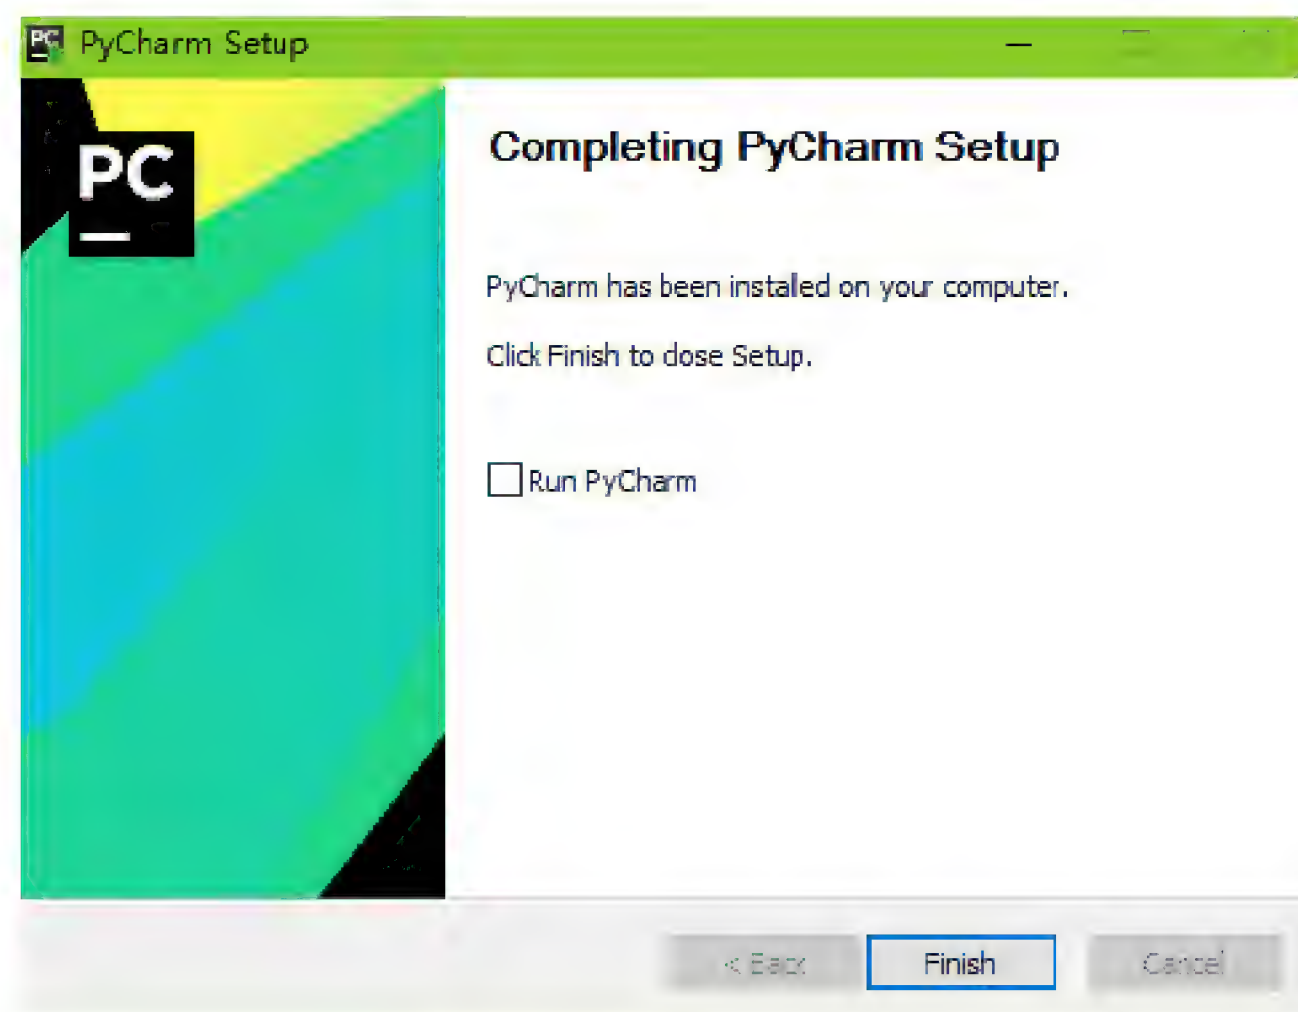 PC PyCharm Setup
PC
Completing PyCharm Setup
PyCharm has been instaled on your computer.
Click Finish to dose Setup.
Run PyCharm
< Back
Finish
Cancel